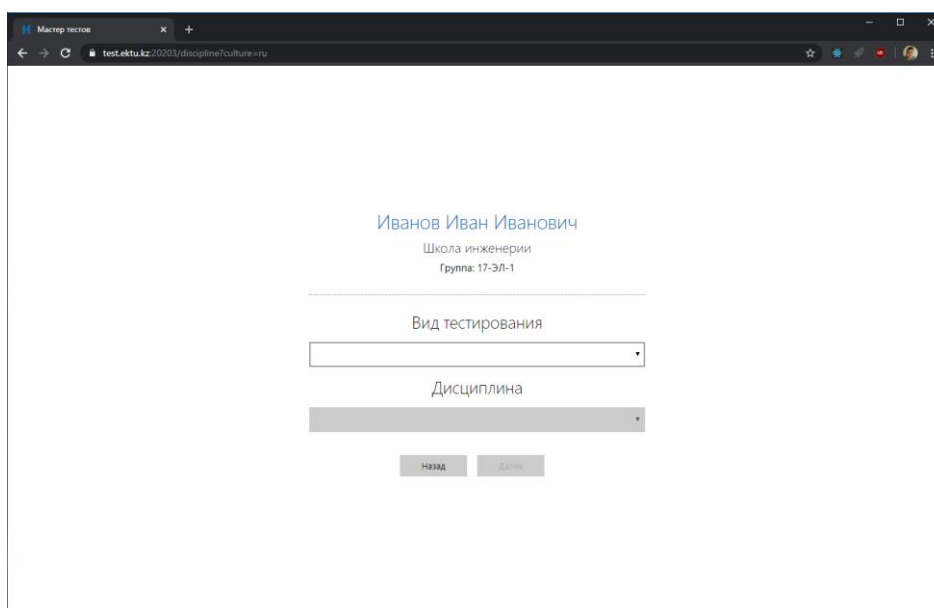 Мастер тестов
test.ektu.kz:20203/discipline?culture=ru
Иванов Иван Иванович
Школа инженерии
Группа: 17-ЭЛ-1
Вид тестирования
Дисциплина
Назад Далее